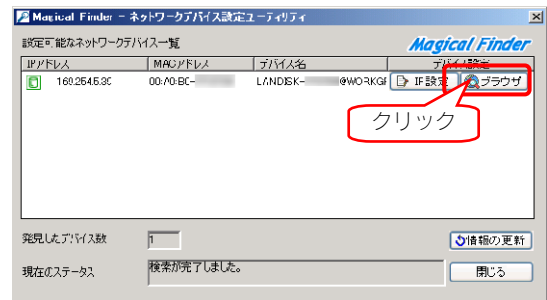 Magical Finder - ネットワークデバイス設定ユーティリティ
設定可能なネットワークデバイス一覧
Magical Finder
IPアドレス MACアドレス デバイス名 デバイス設定
00:A0:B0- LANDISK- @WORKGR IP設定 ブラウザ
クリック
発見したデバイス数 1 情報の更新
現在のステータス 検索が完了しました。 閉じる